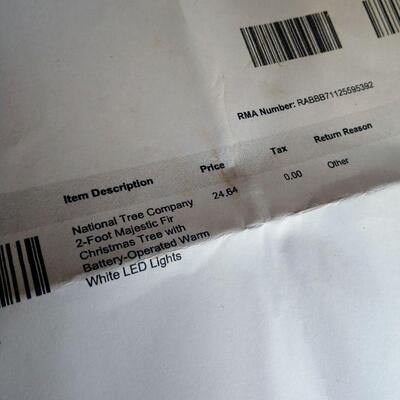 RMA Number: RABBB71125595392
Item Description Price Tax Return Reason
National Tree Company 24.64 0.00 Other
2-Foot Majestic Fir
Christmas Tree with
Battery-Operated Warm
White LED Lights